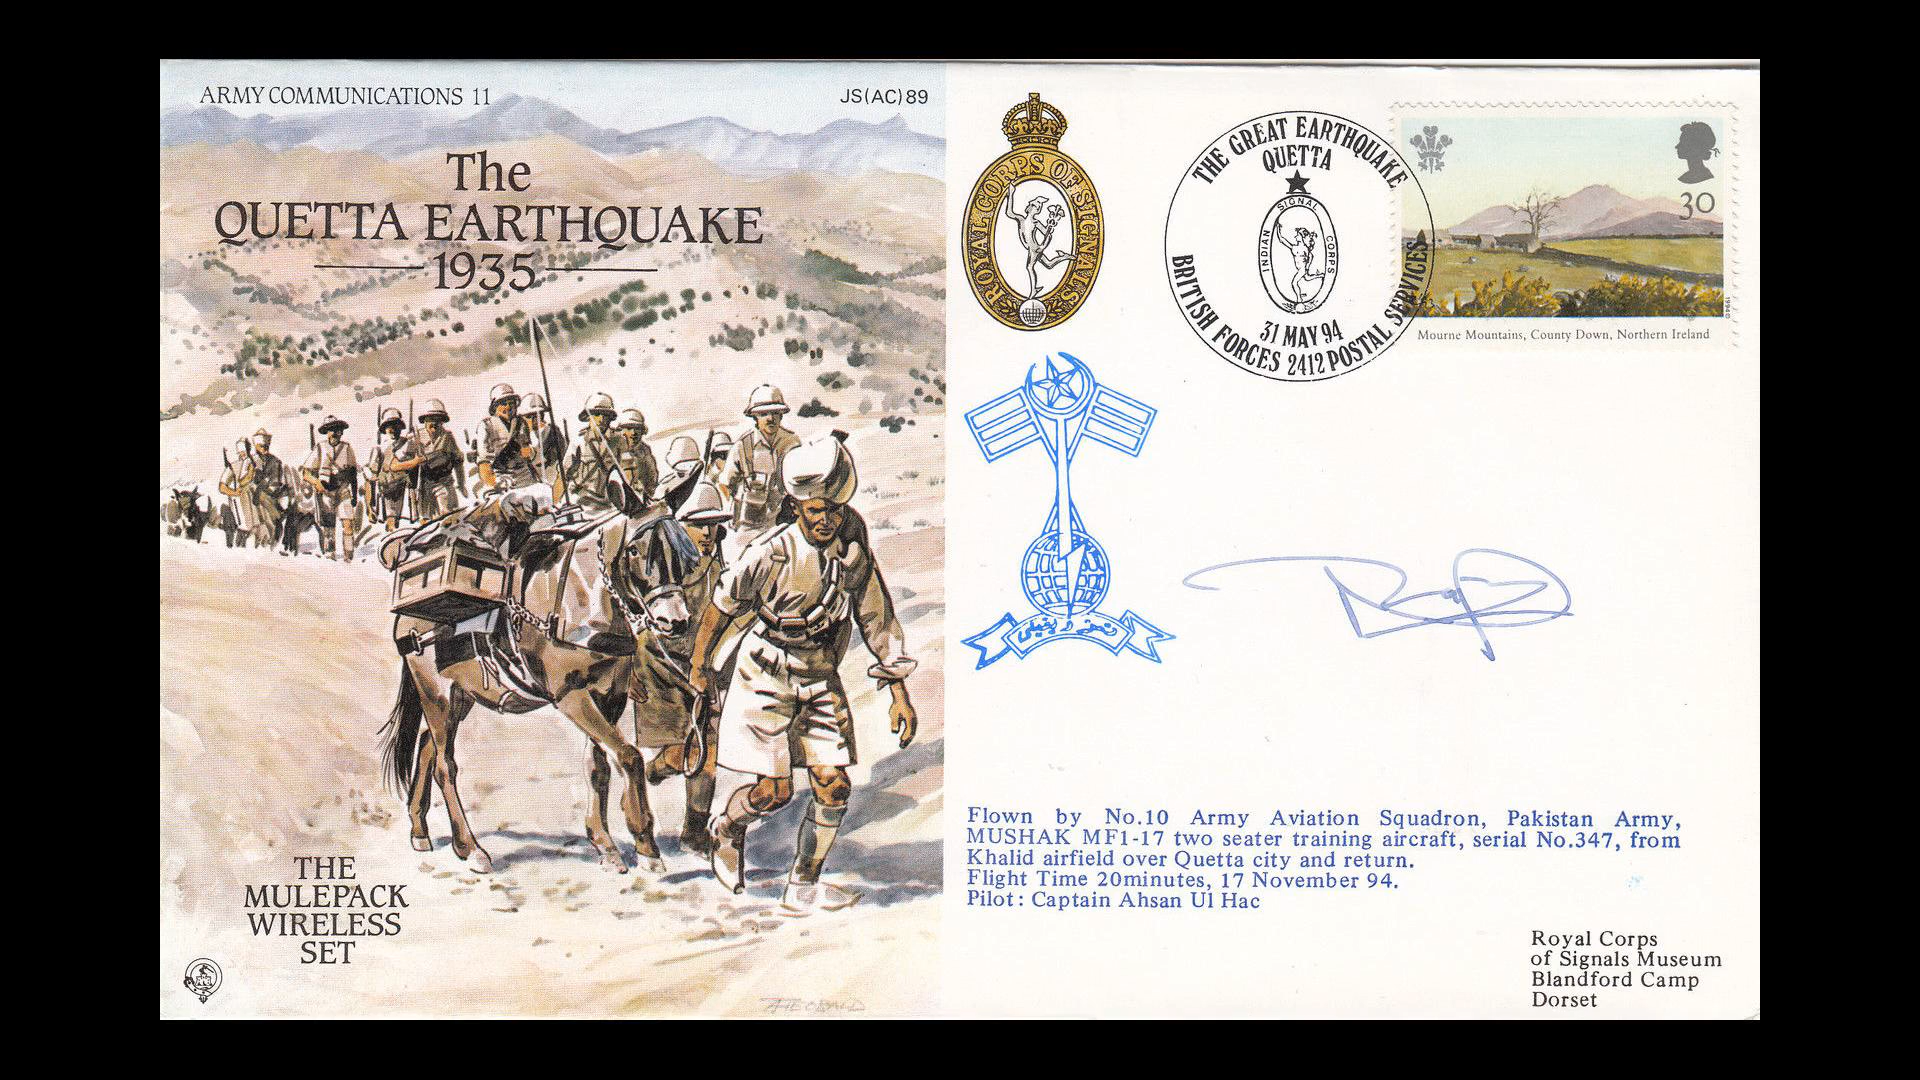 ARMY COMMUNICATIONS 11
JS(AC)89
The
QUETTA EARTHQUAKE
1935
THE
MULEPACK
WIRELESS
SET
ROYAL CORPS OF SIGNALS
THE GREAT EARTHQUAKE
QUETTA
SIGNAL
INDIAN
CORPS
31 MAY 94
BRITISH FORCES 2412 POSTAL SERVICES
30
Mourne Mountains, County Down, Northern Ireland
Flown by No.10 Army Aviation Squadron, Pakistan Army,
MUSHAK MF1-17 two seater training aircraft, serial No.347, from
Khalid airfield over Quetta city and return.
Flight Time 20minutes, 17 November 94.
Pilot: Captain Ahsan Ul Hac
Royal Corps
of Signals Museum
Blandford Camp
Dorset